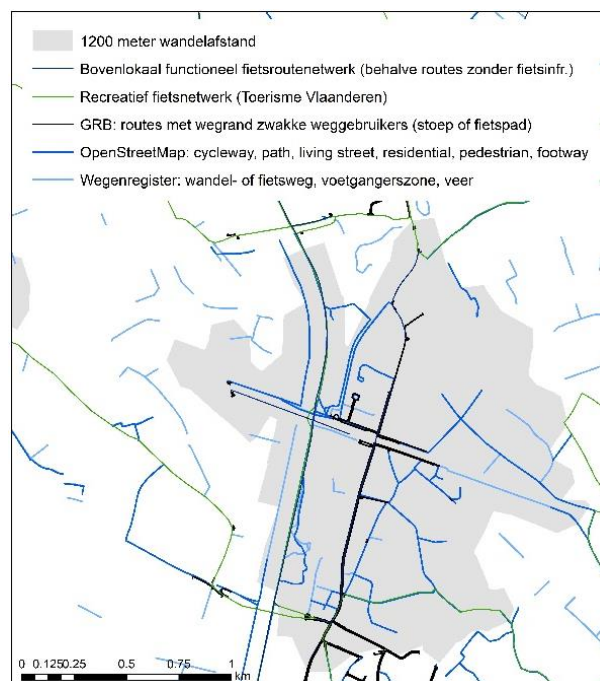 1200 meter wandelafstand
Bovenlokaal functioneel fietsroutenetwerk (behalve routes zonder fietsinfr.)
Recreatief fietsnetwerk (Toerisme Vlaanderen)
GRB: routes met wegrand zwakke weggebruikers (stoep of fietspad)
OpenStreetMap: cycleway, path, living street, residential, pedestrian, footway
Wegenregister: wandel- of fietsweg, voetgangerszone, veer
0 0.1250.25 0.5 0.75 1
km